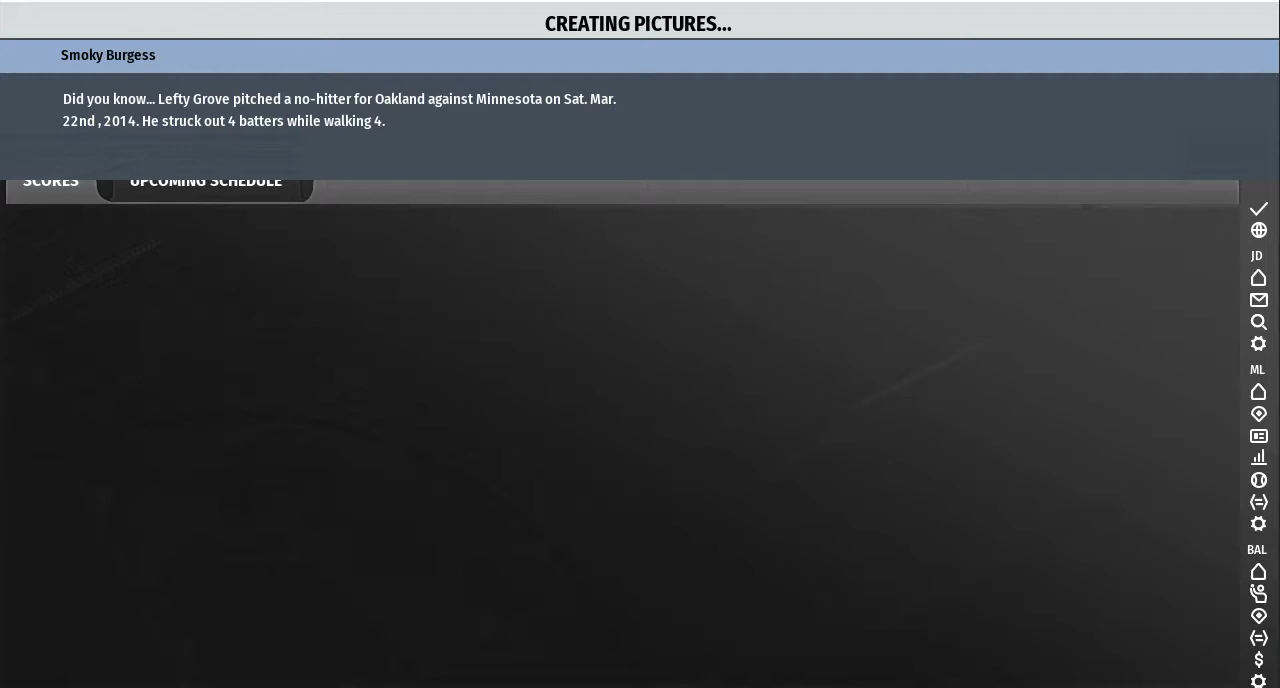 CREATING PICTURES...
Smoky Burgess
Did you know... Lefty Grove pitched a no-hitter for Oakland against Minnesota on Sat. Mar.
22nd , 2014. He struck out 4 batters while walking 4.
SCORES UPCOMING SCHEDULE
JD
ML
BAL